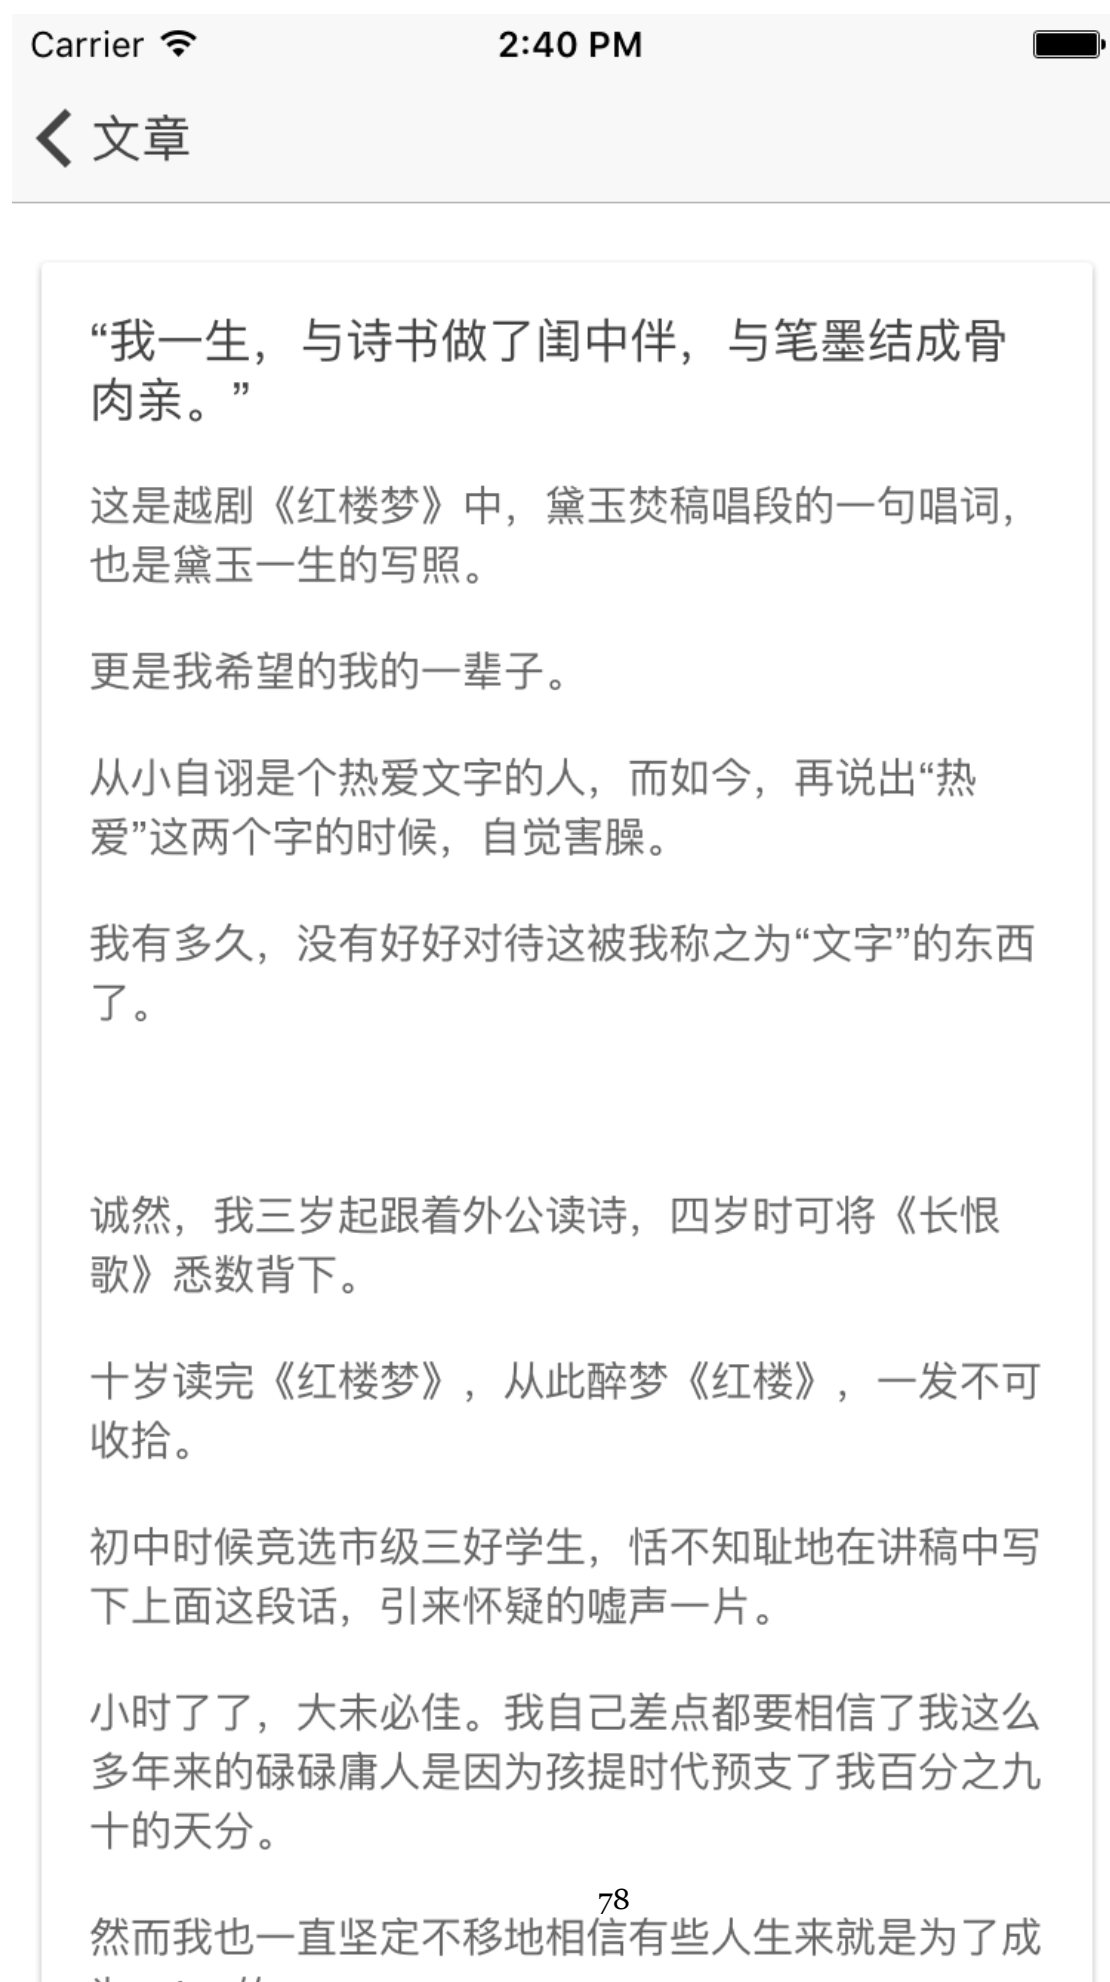 Carrier
2:40 PM
文章
“我一生，与诗书做了闺中伴，与笔墨结成骨
肉亲。”
这是越剧《红楼梦》中，黛玉焚稿唱段的一句唱词，
也是黛玉一生的写照。
更是我希望的我的一辈子。
从小自诩是个热爱文字的人，而如今，再说出“热
爱”这两个字的时候，自觉害臊。
我有多久，没有好好对待这被我称之为“文字”的东西
了。
诚然，我三岁起跟着外公读诗，四岁时可将《长恨
歌》悉数背下。
十岁读完《红楼梦》，从此醉梦《红楼》，一发不可
收拾。
初中时候竞选市级三好学生，恬不知耻地在讲稿中写
下上面这段话，引来怀疑的嘘声一片。
小时了了，大未必佳。我自己差点都要相信了我这么
多年来的碌碌庸人是因为孩提时代预支了我百分之九
十的天分。
78
然而我也一直坚定不移地相信有些人生来就是为了成